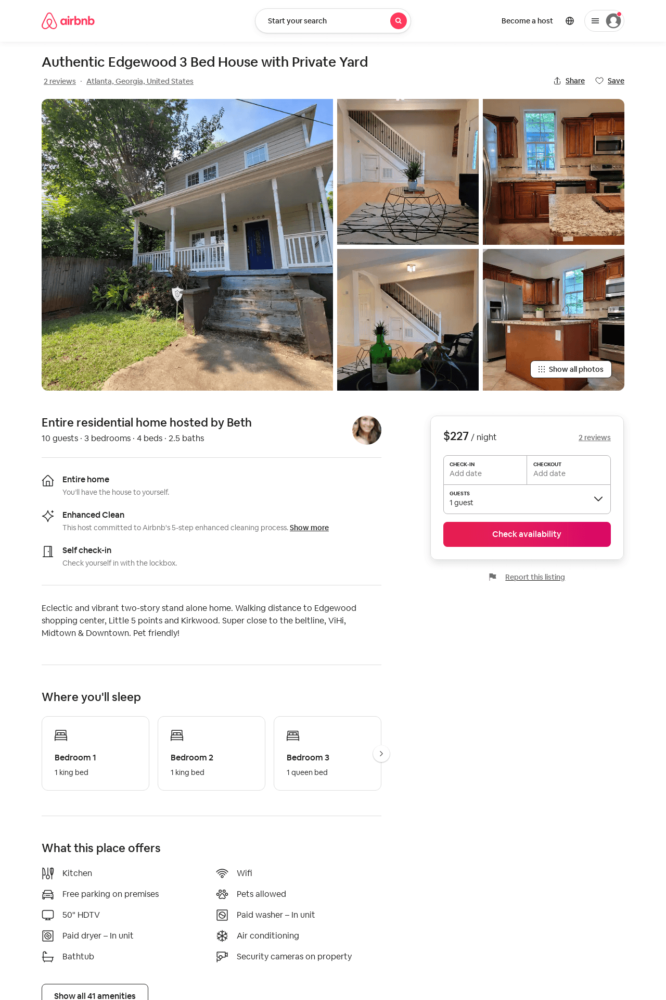 airbnb
Start your search
Become a host
Authentic Edgewood 3 Bed House with Private Yard
2 reviews · Atlanta, Georgia, United States
Share
Save
1508
Show all photos
Entire residential home hosted by Beth
10 guests · 3 bedrooms · 4 beds · 2.5 baths
Entire home
You’ll have the house to yourself.
Enhanced Clean
This host committed to Airbnb's 5-step enhanced cleaning process. Show more
Self check-in
Check yourself in with the lockbox.
$227 / night
2 reviews
CHECK-IN
Add date
CHECKOUT
Add date
GUESTS
1 guest
Check availability
Report this listing
Eclectic and vibrant two-story stand alone home. Walking distance to Edgewood
shopping center, Little 5 points and Kirkwood. Super close to the beltline, ViHi,
Midtown & Downtown. Pet friendly!
Where you'll sleep
Bedroom 1
1 king bed
Bedroom 2
1 king bed
Bedroom 3
1 queen bed
What this place offers
Kitchen
Wifi
Free parking on premises
Pets allowed
50" HDTV
Paid washer – In unit
Paid dryer – In unit
Air conditioning
Bathtub
Security cameras on property
Show all 41 amenities